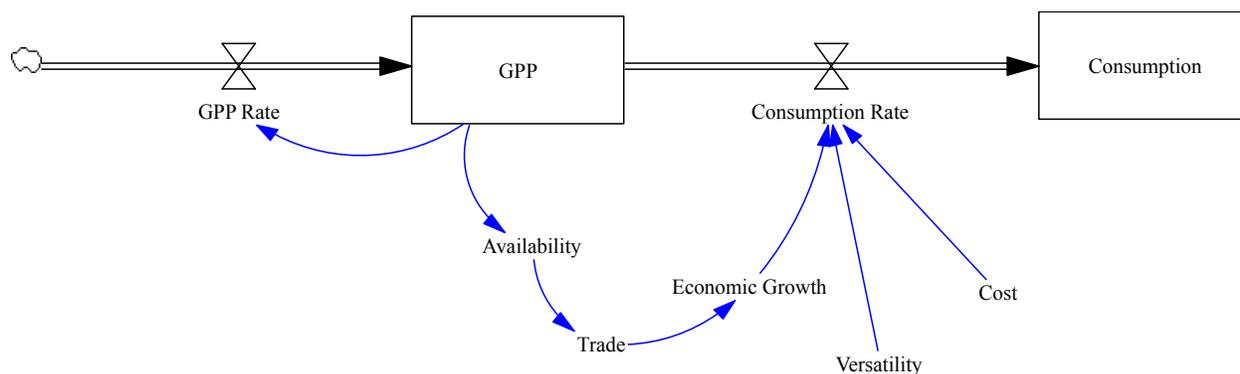 GPP
Consumption
GPP Rate
Consumption Rate
Availability
Economic Growth
Cost
Trade
Versatility